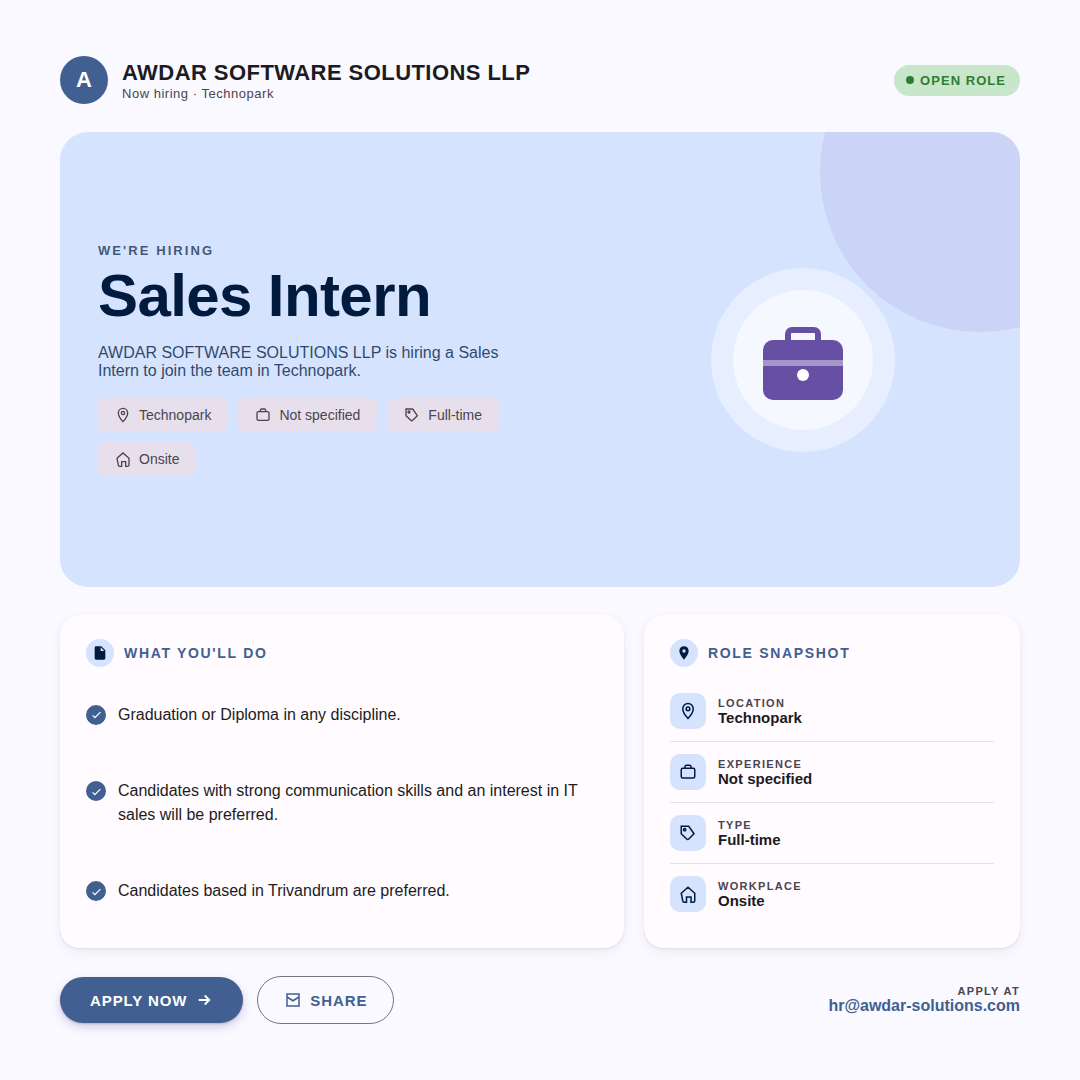 A
AWDAR SOFTWARE SOLUTIONS LLP
Now hiring · Technopark
OPEN ROLE
WE'RE HIRING
Sales Intern
AWDAR SOFTWARE SOLUTIONS LLP is hiring a Sales
Intern to join the team in Technopark.
Technopark
Not specified
Full-time
Onsite
WHAT YOU'LL DO
Graduation or Diploma in any discipline.
Candidates with strong communication skills and an interest in IT
sales will be preferred.
Candidates based in Trivandrum are preferred.
ROLE SNAPSHOT
LOCATION
Technopark
EXPERIENCE
Not specified
TYPE
Full-time
WORKPLACE
Onsite
APPLY NOW
SHARE
APPLY AT
hr@awdar-solutions.com